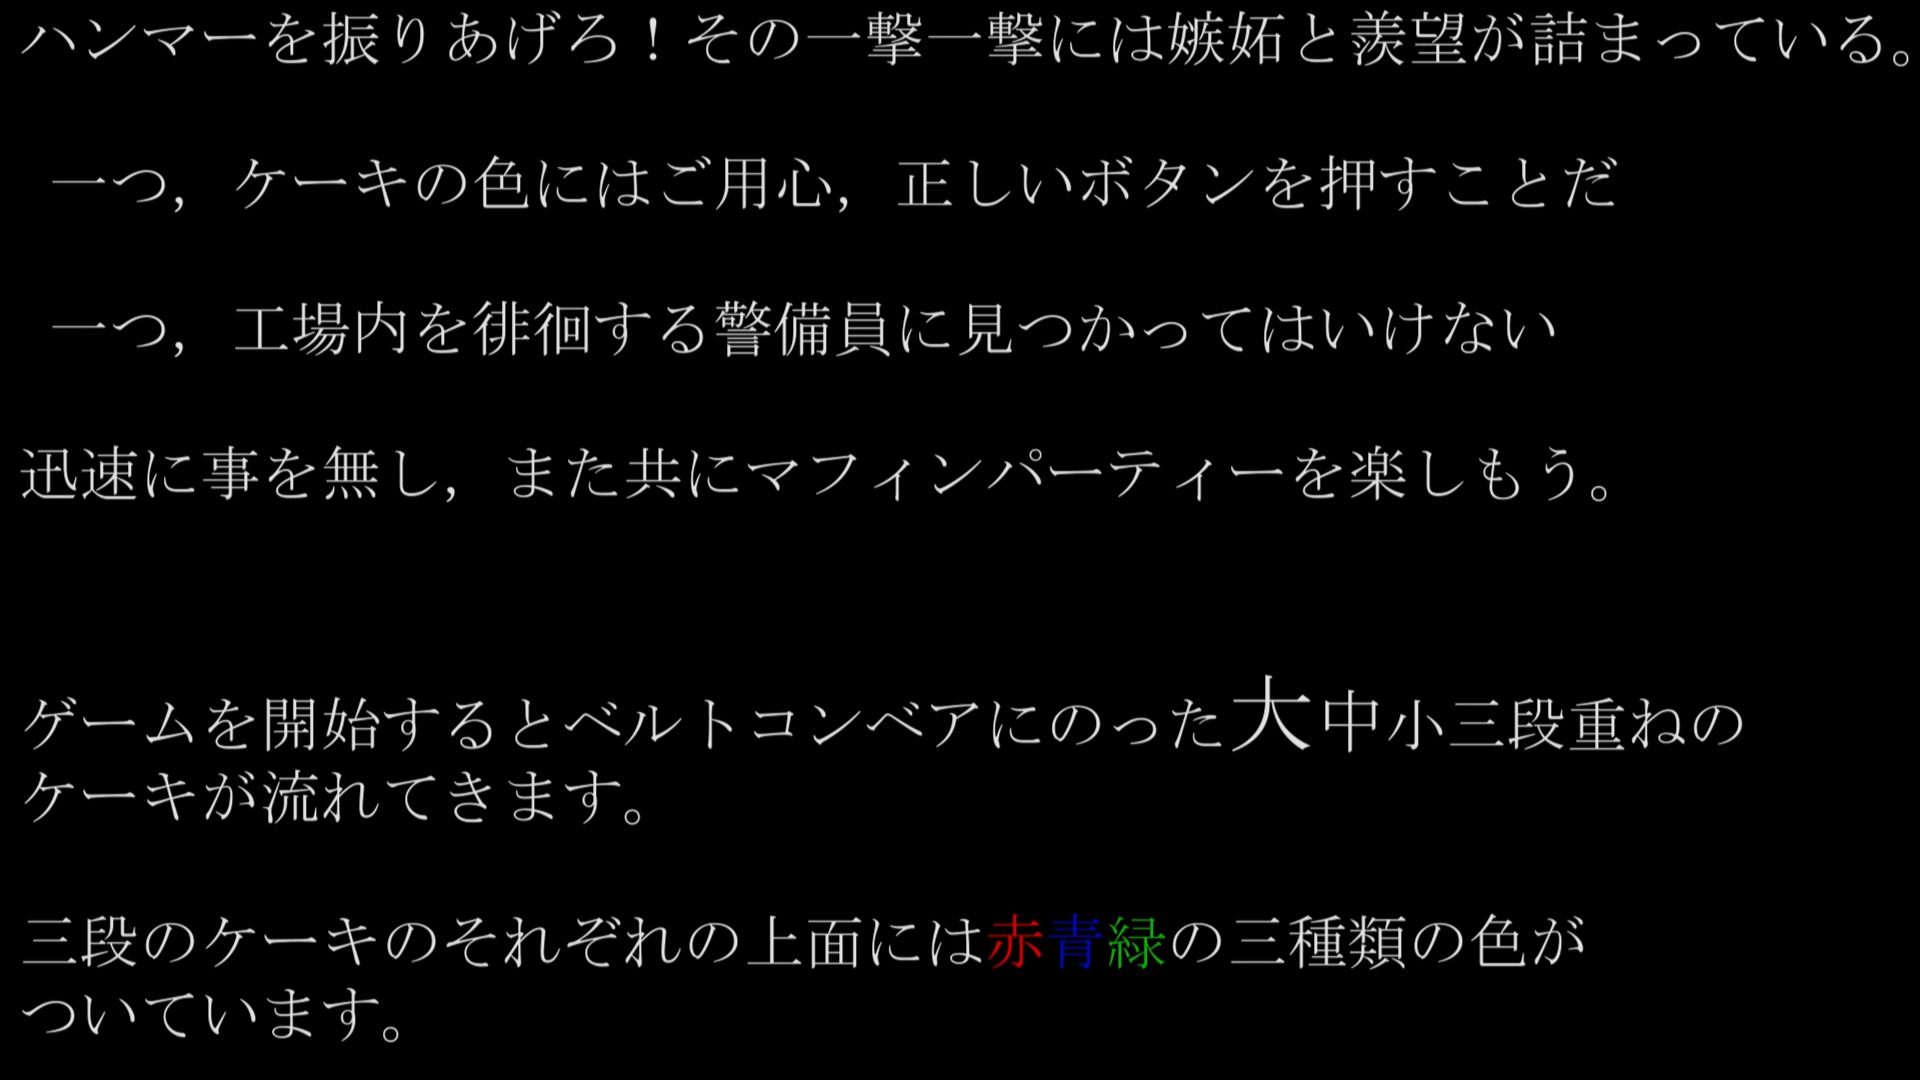 ハンマーを振りあげろ！その一撃一撃には嫉妬と羨望が詰まっている。
一つ，ケーキの色にはご用心，正しいボタンを押すことだ
一つ，工場内を徘徊する警備員に見つかってはいけない
迅速に事を無し，また共にマフィンパーティーを楽しもう。
ゲームを開始するとベルトコンベアにのった大中小三段重ねの
ケーキが流れてきます。
三段のケーキのそれぞれの上面には赤青緑の三種類の色が
ついています。